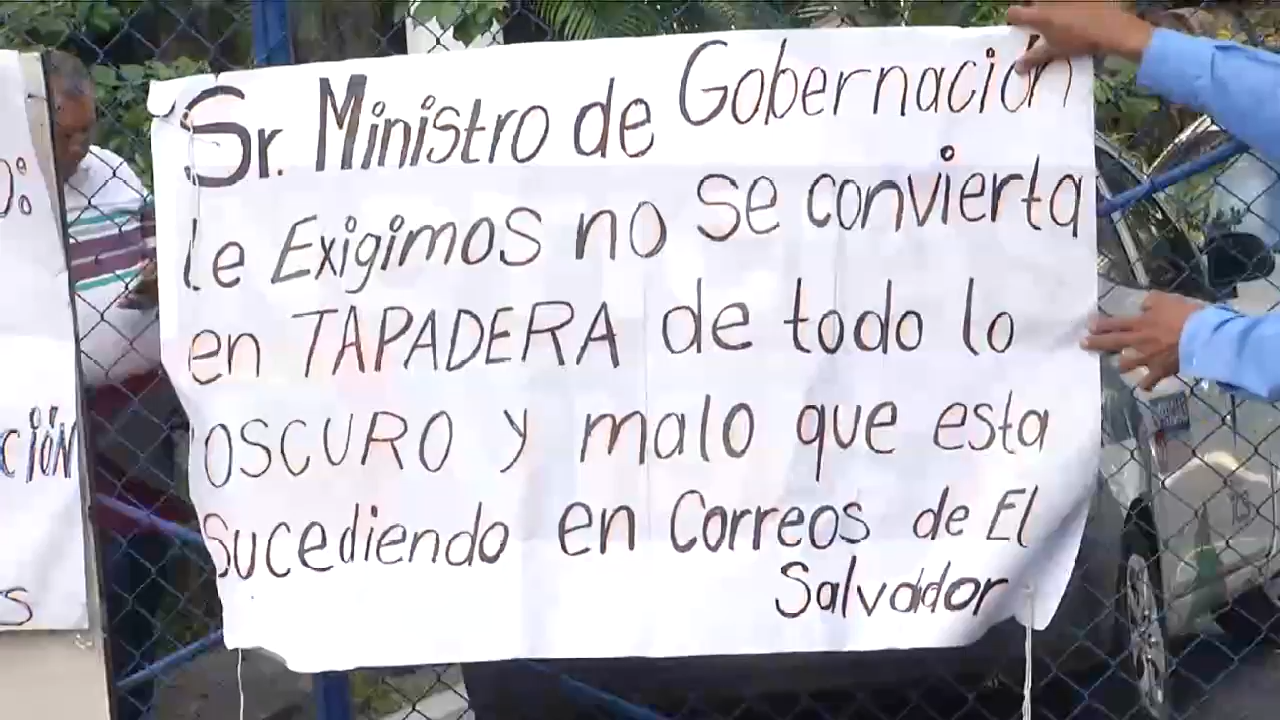 Sr. Ministro de Gobernación
le Exigimos no se convierta
en TAPADERA de todo lo
OSCURO y malo que esta
Sucediendo en Correos de El
Salvador
CIÓN